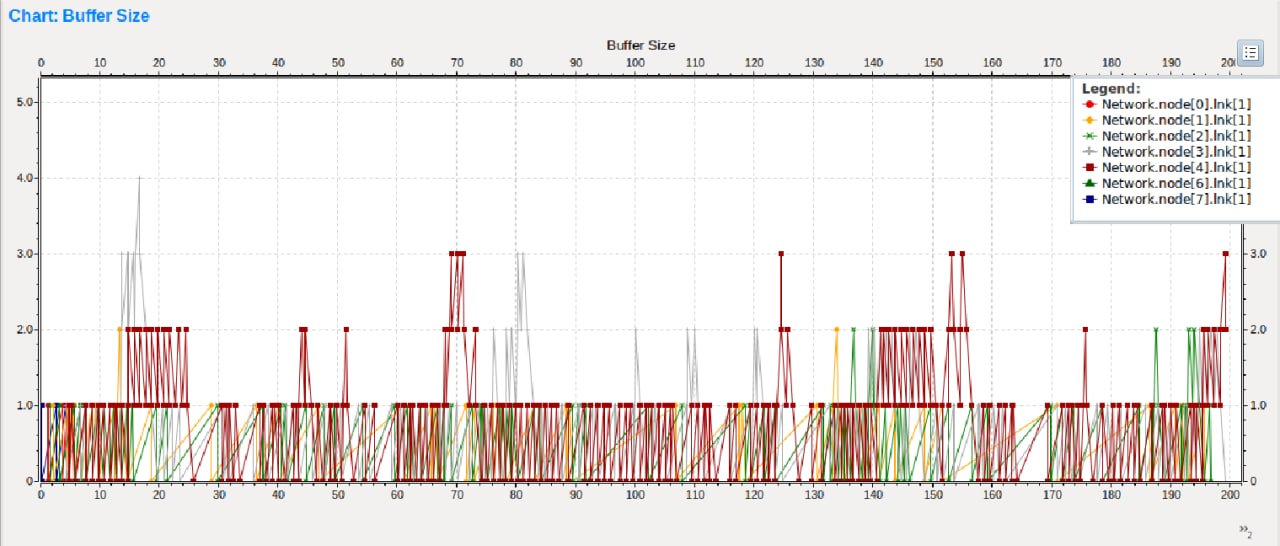 Chart: Buffer Size
Buffer Size
0 10 20 30 40 50 60 70 80 90 100 110 120 130 140 150 160 170 180 190 200
5.0
4.0
3.0 3.0
2.0 2.0
1.0 1.0
0 0
0 10 20 30 40 50 60 70 80 90 100 110 120 130 140 150 160 170 180 190 200
Legend:
Network.node[0].lnk[1]
Network.node[1].lnk[1]
Network.node[2].lnk[1]
Network.node[3].lnk[1]
Network.node[4].lnk[1]
Network.node[6].lnk[1]
Network.node[7].lnk[1]
»2